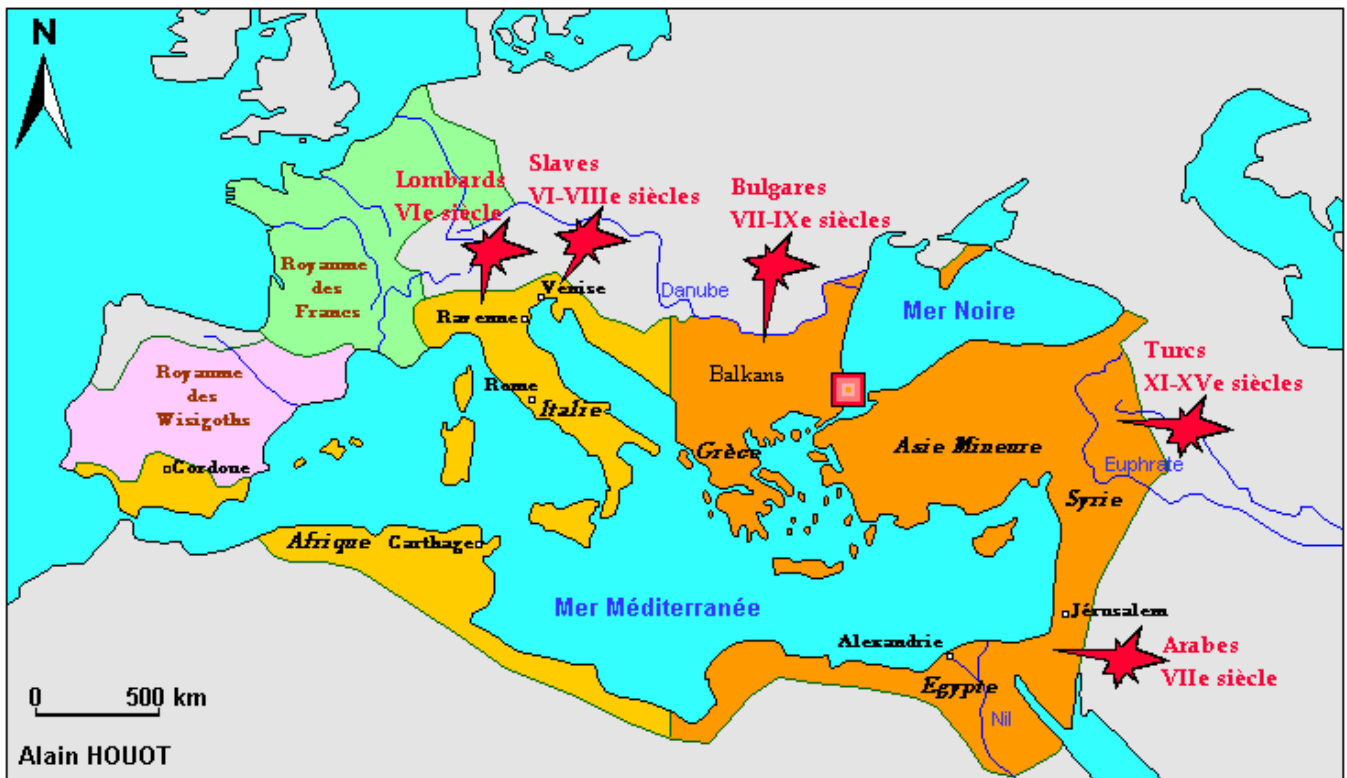 N
Slaves
VI-VIIIe siècles
Lombards
VIe siècle
Bulgares
VII-IXe siècles
Royaume
des
Francs
Venise
Danube
Ravenne
Mer Noire
Turcs
XI-XVe siècles
Royaume
des
Wisigoths
Balkans
Rome
Italie
Grèce
Asie Mineure
Cordoue
Euphrate
Syrie
Afrique
Carthage
Mer Méditerranée
Jérusalem
Alexandrie
Arabes
VIIe siècle
Egypte
Nil
0 500 km
Alain HOUOT